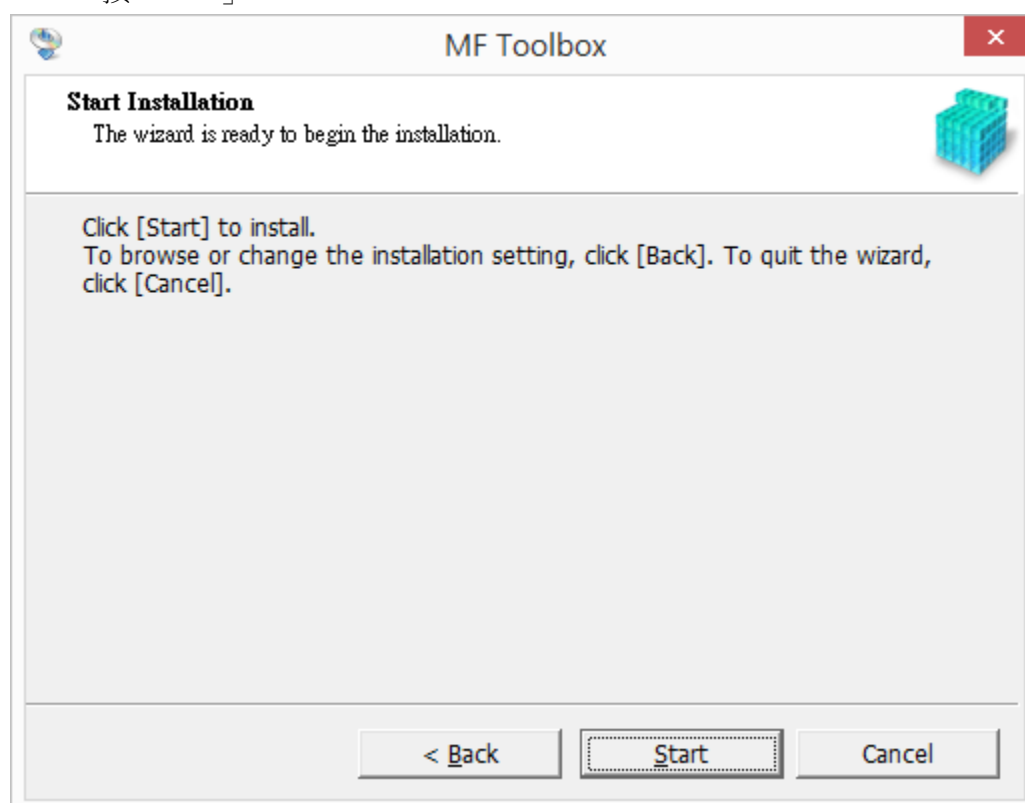 MF Toolbox
Start Installation
The wizard is ready to begin the installation.
Click [Start] to install.
To browse or change the installation setting, click [Back]. To quit the wizard,
click [Cancel].
< Back
Start
Cancel